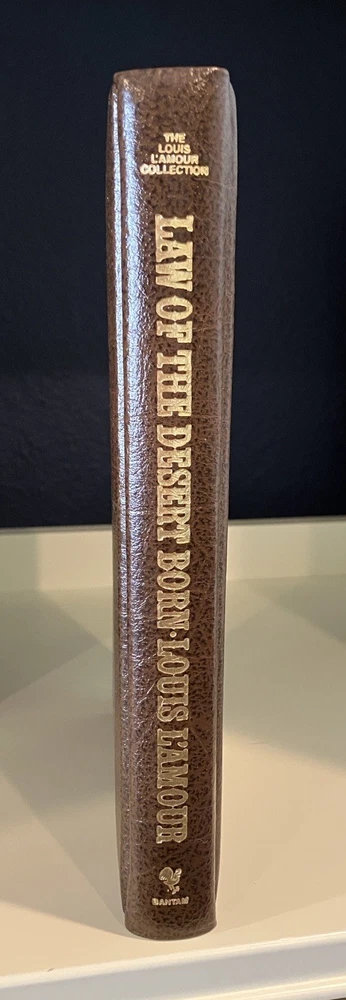 THE
LOUIS
L'AMOUR
COLLECTION
LAW OF THE DESERT BORN · LOUIS L'AMOUR
BANTAM